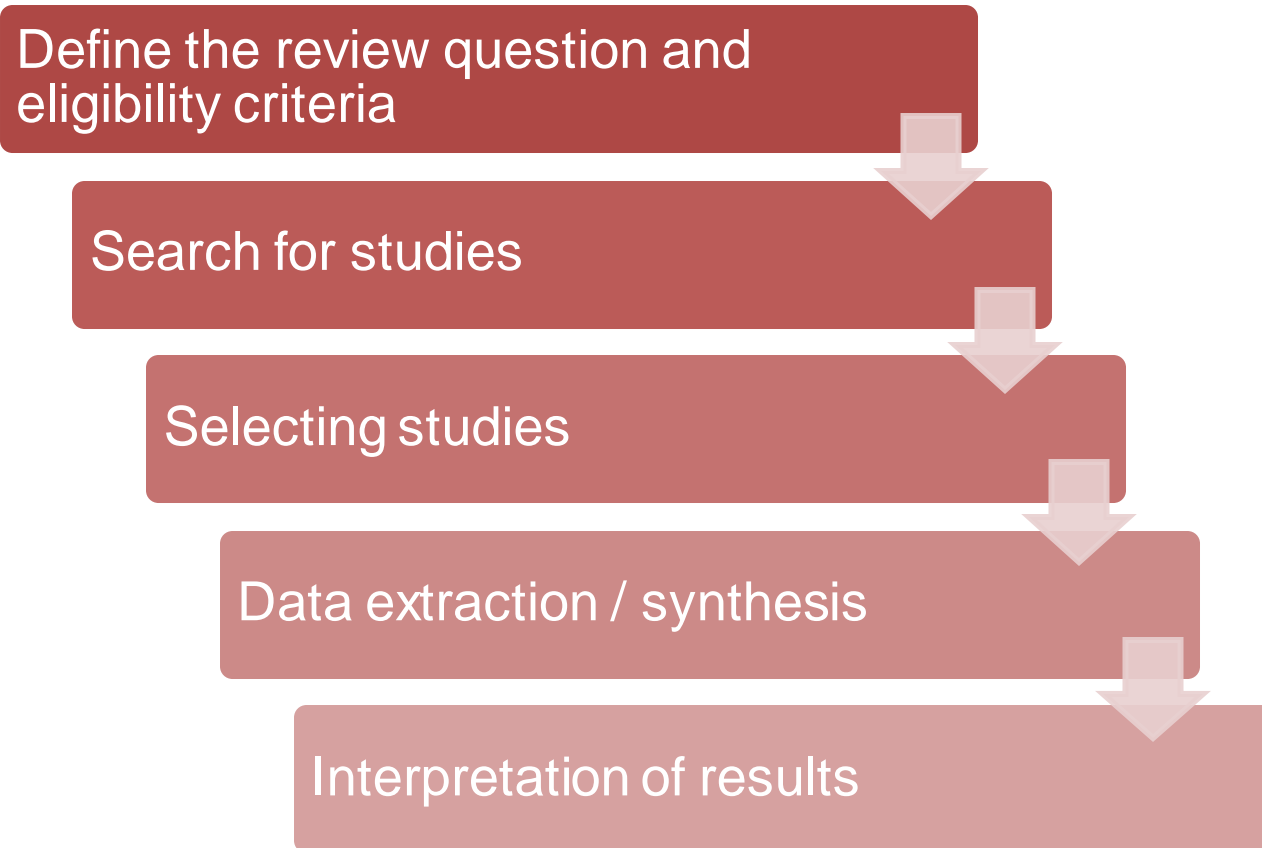 Define the review question and
eligibility criteria
Search for studies
Selecting studies
Data extraction / synthesis
Interpretation of results